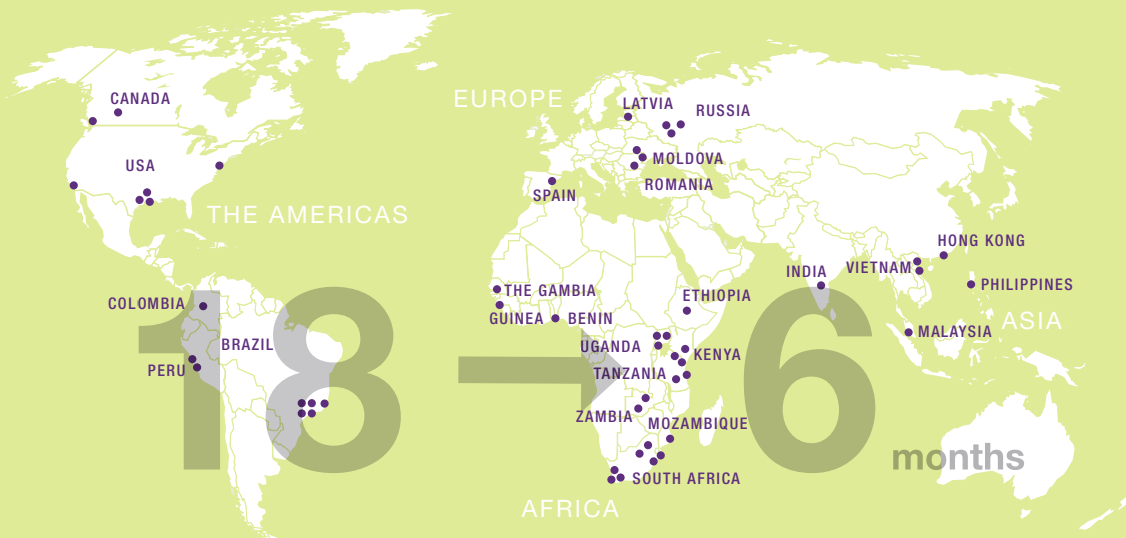 CANADA
USA
THE AMERICAS
COLOMBIA
BRAZIL
PERU
EUROPE
LATVIA
RUSSIA
MOLDOVA
ROMANIA
SPAIN
THE GAMBIA
GUINEA
BENIN
ETHIOPIA
UGANDA
KENYA
TANZANIA
ZAMBIA
MOZAMBIQUE
SOUTH AFRICA
AFRICA
HONG KONG
INDIA
VIETNAM
PHILIPPINES
ASIA
MALAYSIA
18 → 6 months